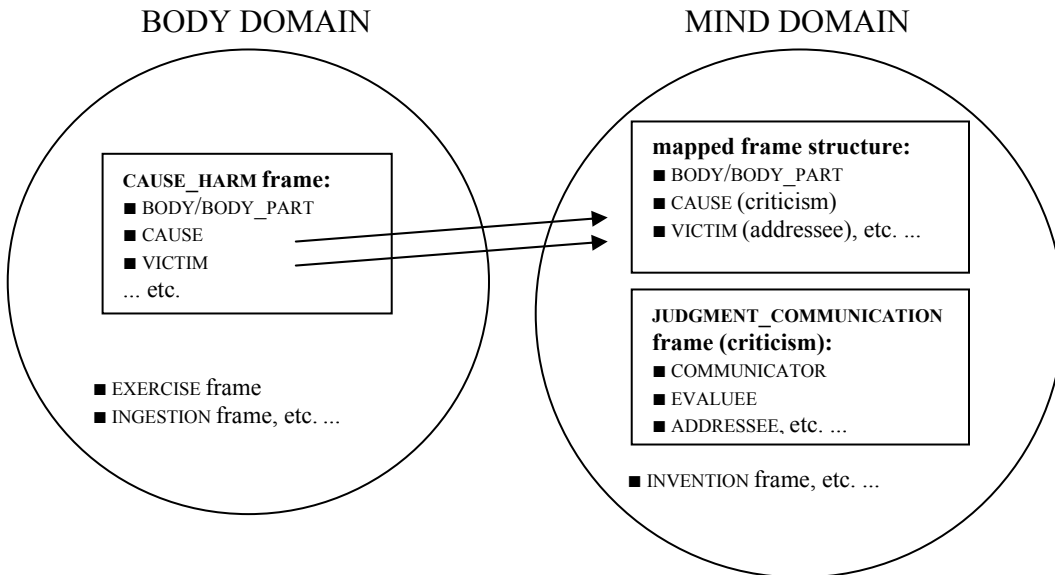 BODY DOMAIN
MIND DOMAIN
CAUSE_HARM frame:
■ BODY/BODY_PART
■ CAUSE
■ VICTIM
... etc.
■ EXERCISE frame
■ INGESTION frame, etc. ...
mapped frame structure:
■ BODY/BODY_PART
■ CAUSE (criticism)
■ VICTIM (addressee), etc. ...
JUDGMENT_COMMUNICATION
frame (criticism):
■ COMMUNICATOR
■ EVALUEE
■ ADDRESSEE, etc. ...
■ INVENTION frame, etc. ...